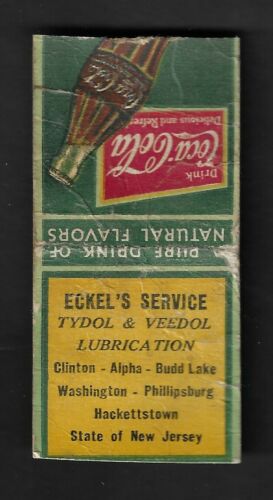 Coca-Cola
Drink
Coca-Cola
Delicious and Refre
PURE DRINK OF
NATURAL FLAVORS
ECKEL'S SERVICE
TYDOL & VEEDOL
LUBRICATION
Clinton - Alpha - Budd Lake
Washington - Phillipsburg
Hackettstown
State of New Jersey